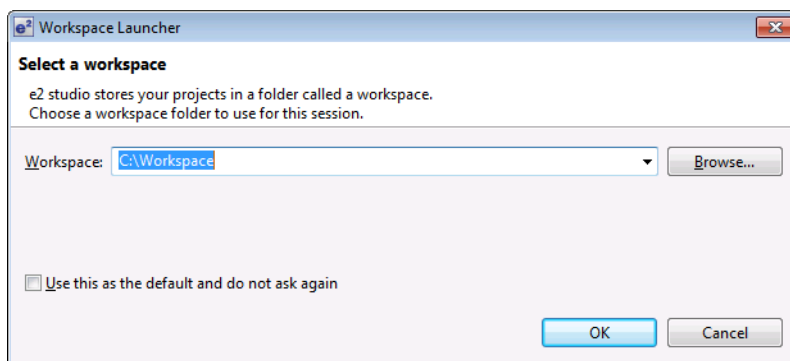 e² Workspace Launcher
Select a workspace
e2 studio stores your projects in a folder called a workspace.
Choose a workspace folder to use for this session.
Workspace: C:\Workspace Browse...
Use this as the default and do not ask again
OK Cancel